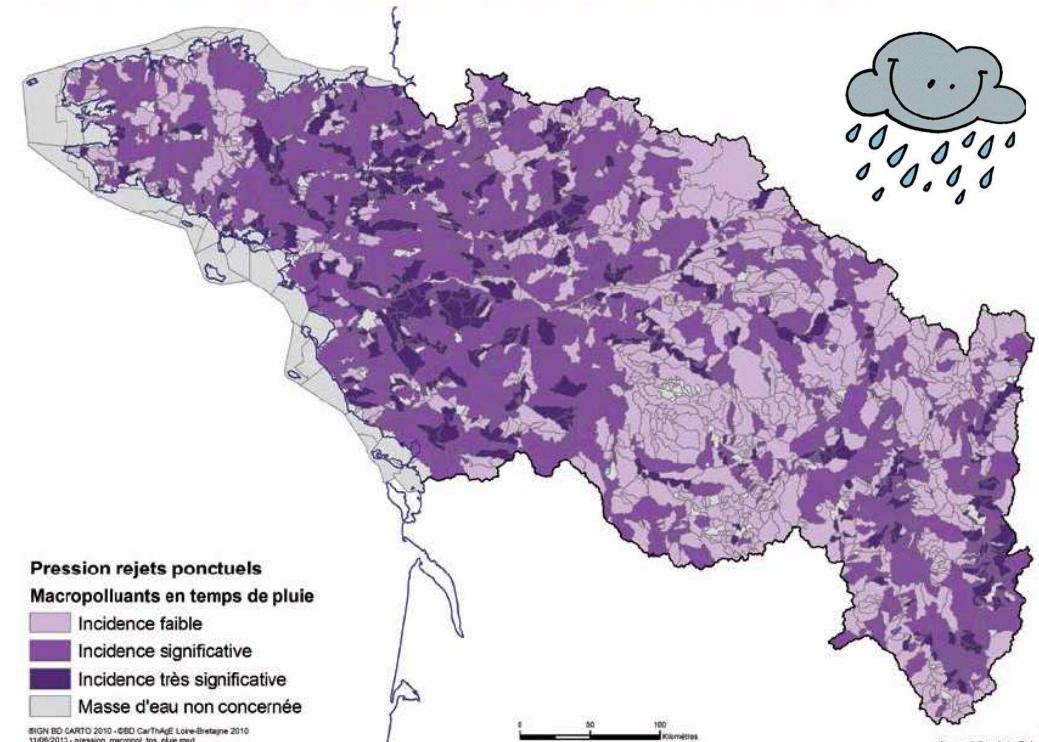 Pression rejets ponctuels
Macropolluants en temps de pluie
Incidence faible
Incidence significative
Incidence très significative
Masse d'eau non concernée
©IGN BD CARTO 2010 - ©BD CarThAgE Loire-Bretagne 2010
0 50 100
Kilomètres